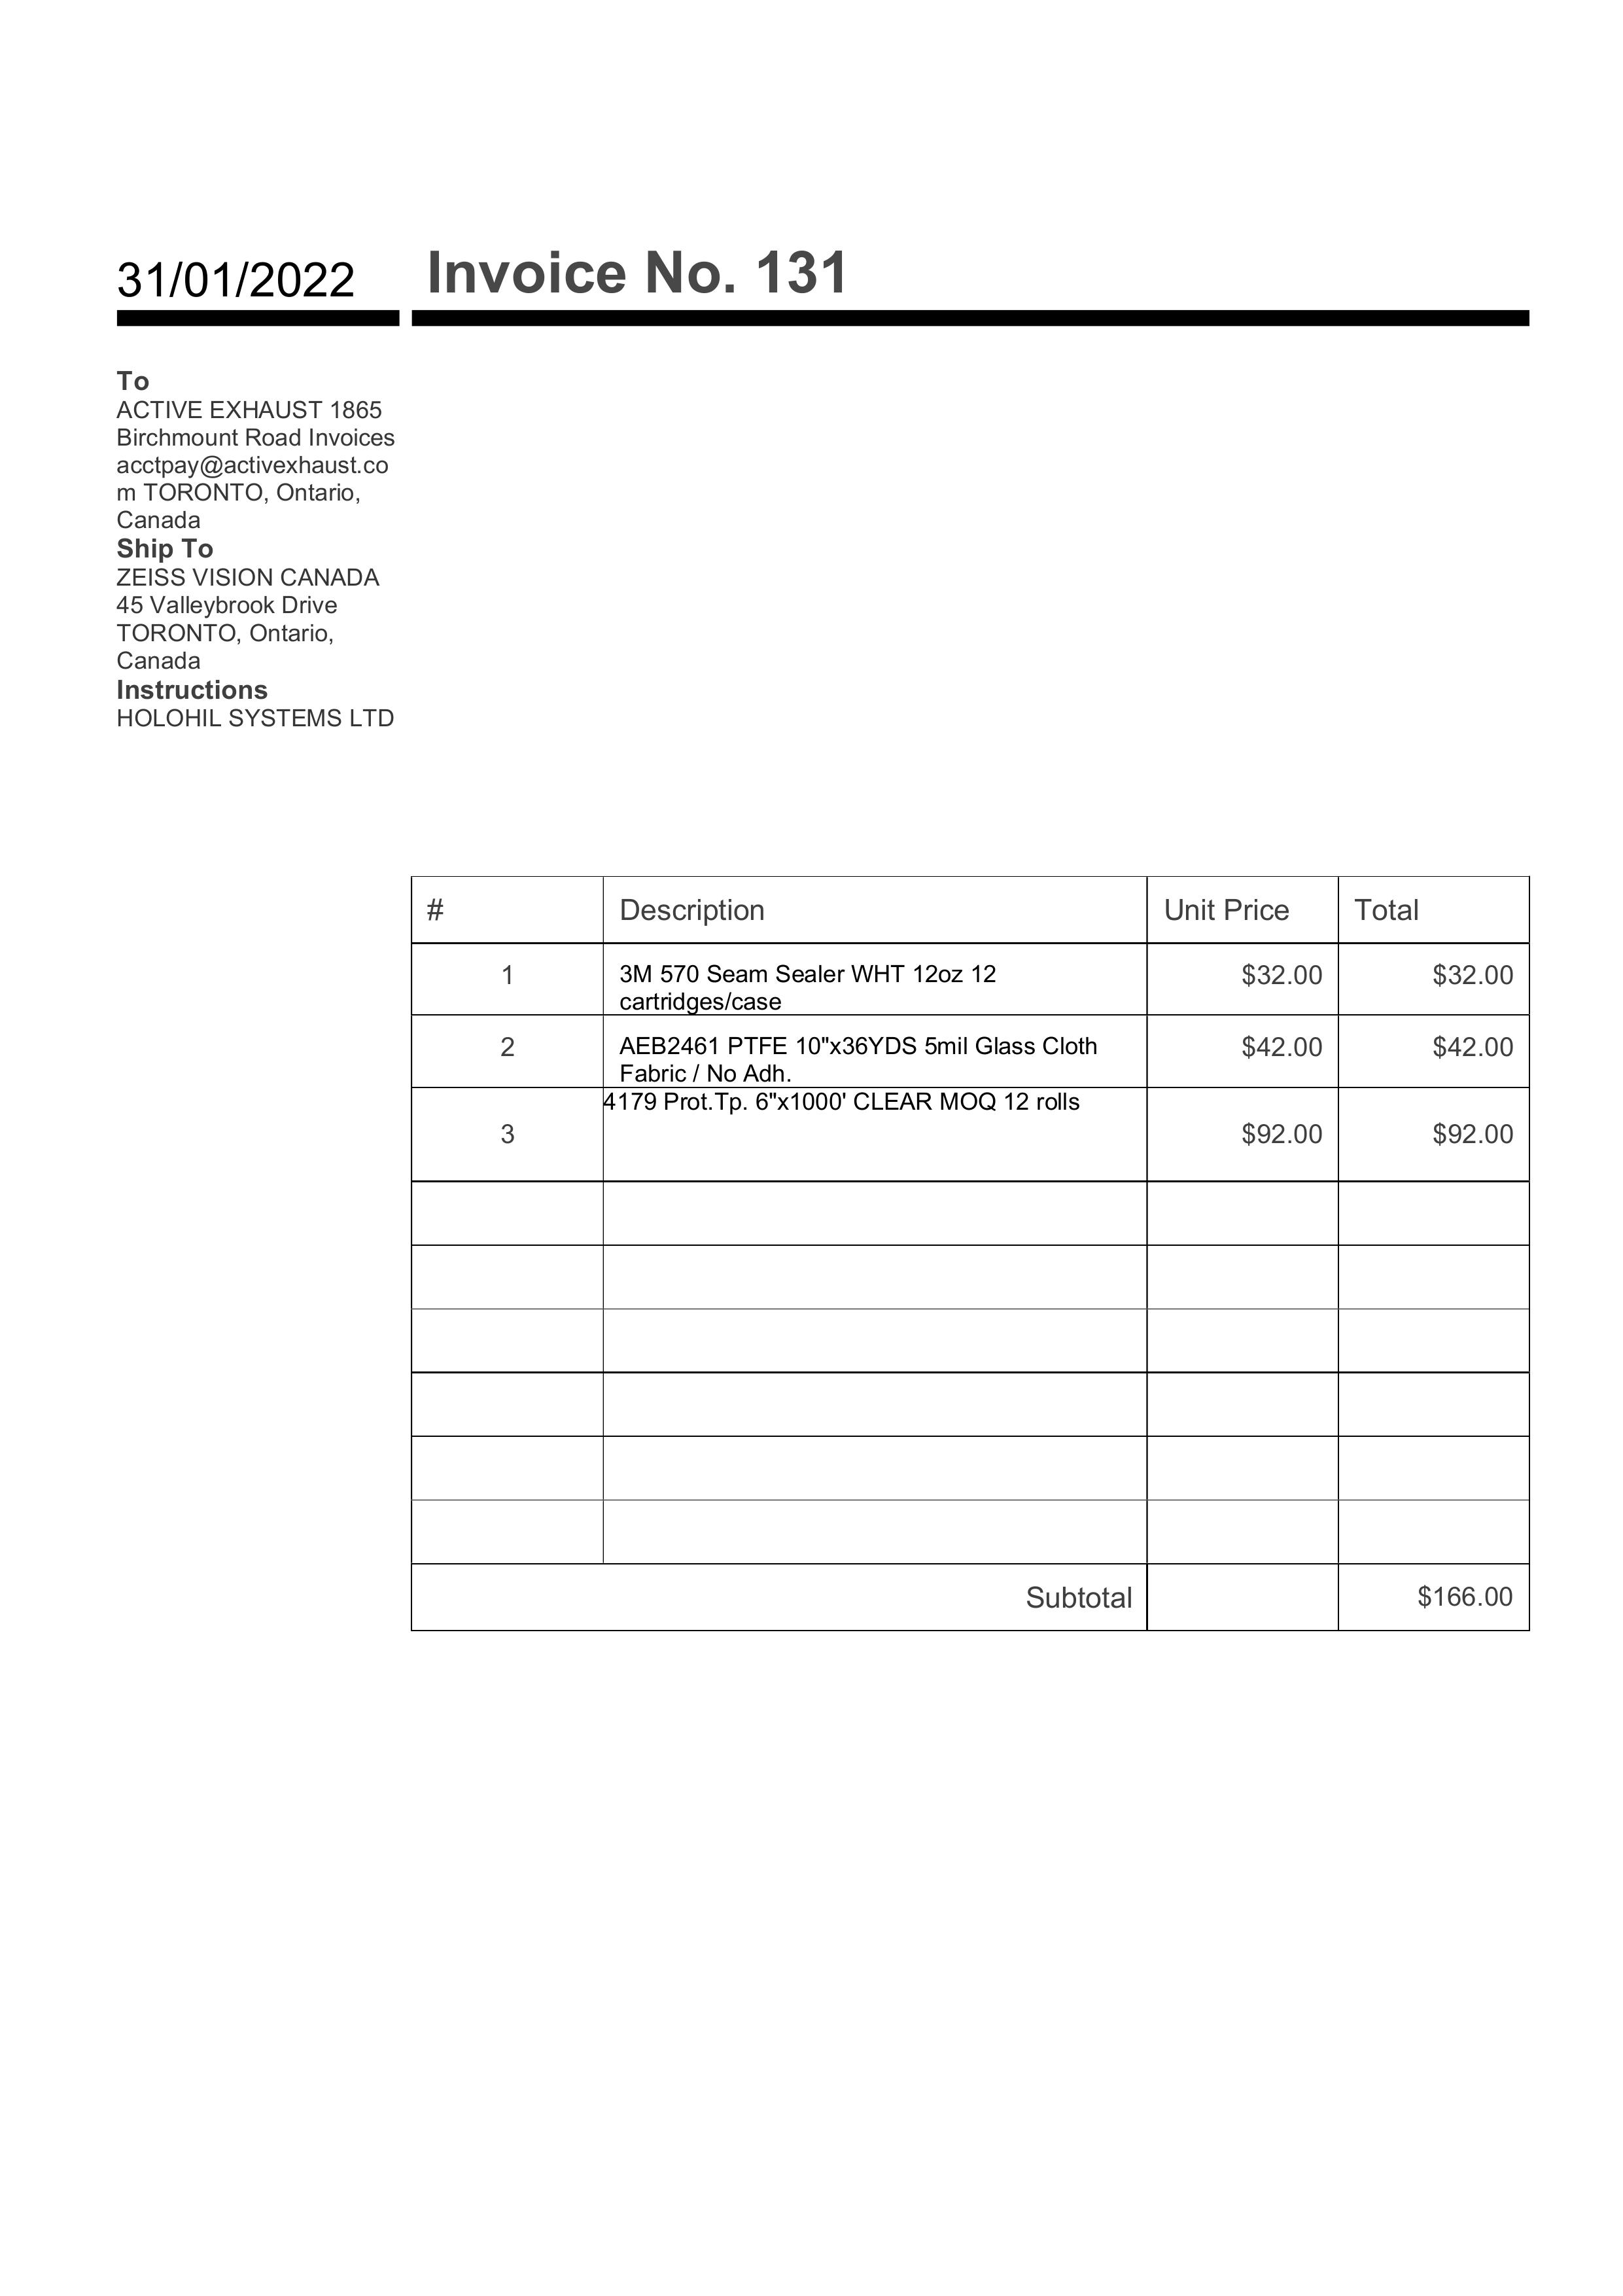 31/01/2022
Invoice No. 131
To
ACTIVE EXHAUST 1865
Birchmount Road Invoices
acctpay@activexhaust.co
m TORONTO, Ontario,
Canada
Ship To
ZEISS VISION CANADA
45 Valleybrook Drive
TORONTO, Ontario,
Canada
Instructions
HOLOHIL SYSTEMS LTD
# Description Unit Price Total
1 3M 570 Seam Sealer WHT 12oz 12 $32.00 $32.00
cartridges/case
2 AEB2461 PTFE 10"x36YDS 5mil Glass Cloth $42.00 $42.00
Fabric / No Adh.
4179 Prot.Tp. 6"x1000' CLEAR MOQ 12 rolls
3 $92.00 $92.00
Subtotal $166.00